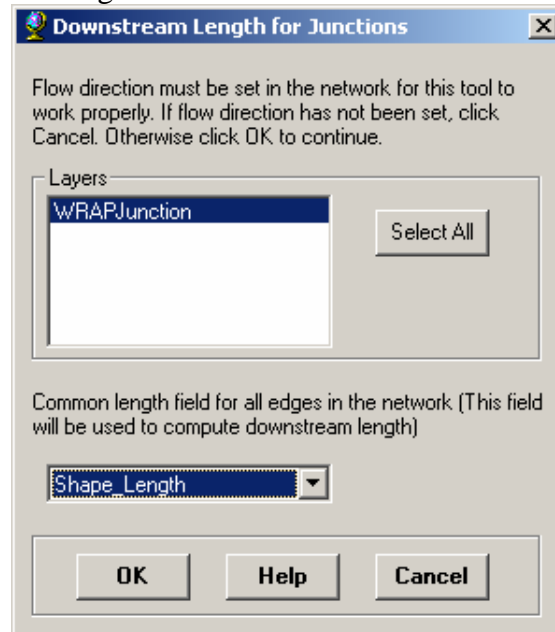 Downstream Length for Junctions
Flow direction must be set in the network for this tool to
work properly. If flow direction has not been set, click
Cancel. Otherwise click OK to continue.
Layers
WRAPJunction
Select All
Common length field for all edges in the network (This field
will be used to compute downstream length)
Shape_Length
OK Help Cancel